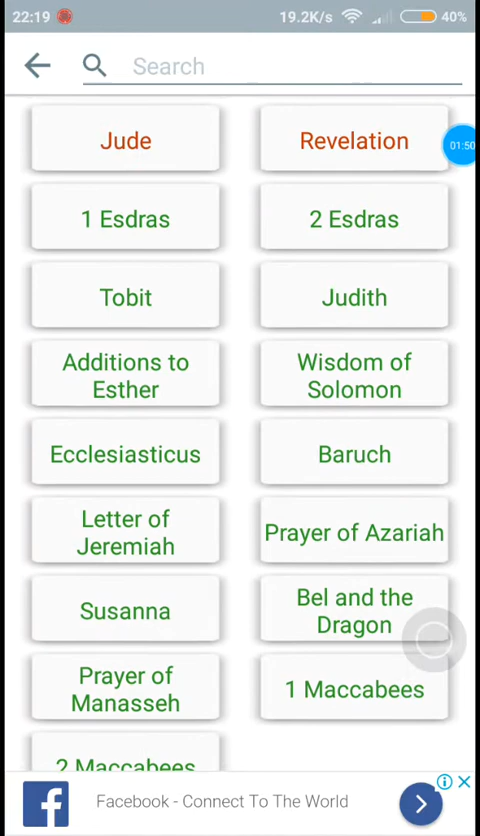 22:19 19.2K/s 40%
Search
Jude Revelation
01:50
1 Esdras 2 Esdras
Tobit Judith
Additions to
Esther
Wisdom of
Solomon
Ecclesiasticus Baruch
Letter of
Jeremiah
Prayer of Azariah
Susanna
Bel and the
Dragon
Prayer of
Manasseh
1 Maccabees
2 Maccabees
Facebook - Connect To The World